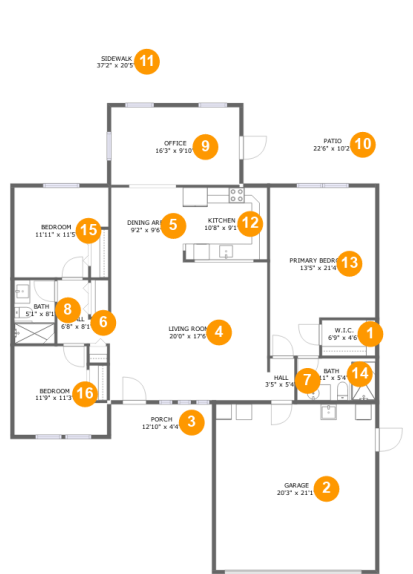 SIDEWALK
37'2" x 20'5"
11
OFFICE
16'3" x 9'10"
9
PATIO
22'6" x 10'2"
10
DINING
9'2" x 9'6"
5
KITCHEN
10'8" x 9'1"
12
BEDROOM
11'11" x 11'5"
15
PRIMARY
13'5" x 21'4"
13
BATH
5'1" x 8'1"
8
6'8" x 8'1"
6
LIVING ROOM
20'0" x 17'6"
4
W.I.C.
6'9" x 4'6"
1
HALL
3'5" x 5'4"
7
BATH
x 5'4"
14
BEDROOM
11'9" x 11'3"
16
PORCH
12'10" x 4'4"
3
GARAGE
20'3" x 21'1"
2